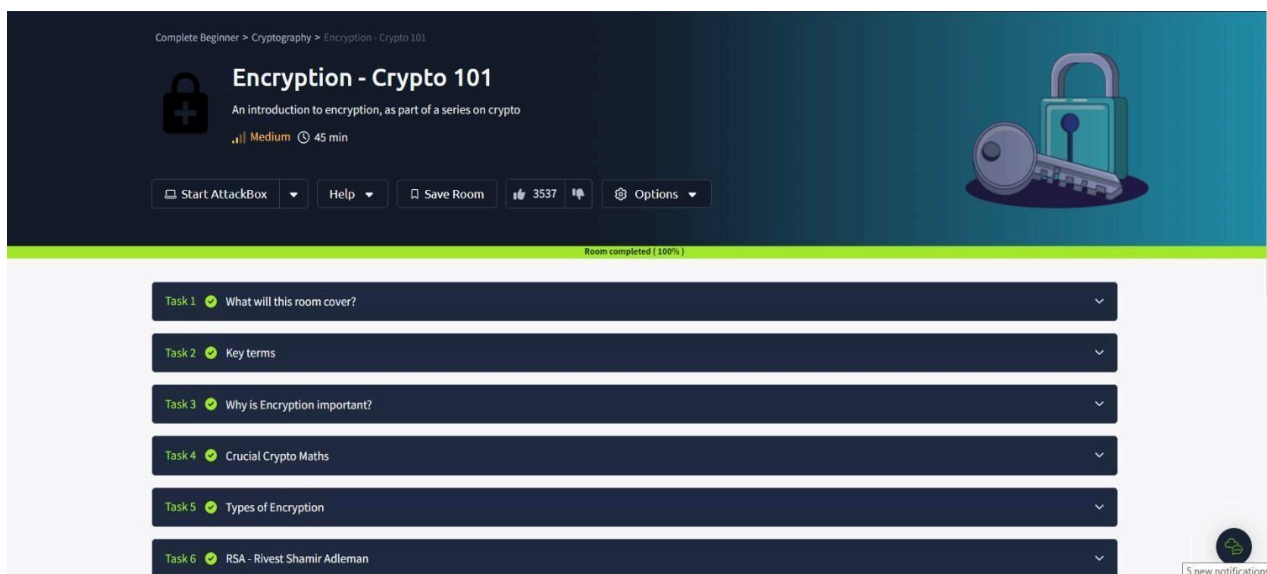 Complete Beginner > Cryptography > Encryption - Crypto 101
Encryption - Crypto 101
An introduction to encryption, as part of a series on crypto
Medium 45 min
Start AttackBox Help Save Room 3537 Options
Room completed ( 100% )
Task 1 What will this room cover?
Task 2 Key terms
Task 3 Why is Encryption important?
Task 4 Crucial Crypto Maths
Task 5 Types of Encryption
Task 6 RSA - Rivest Shamir Adleman
5 new notifications